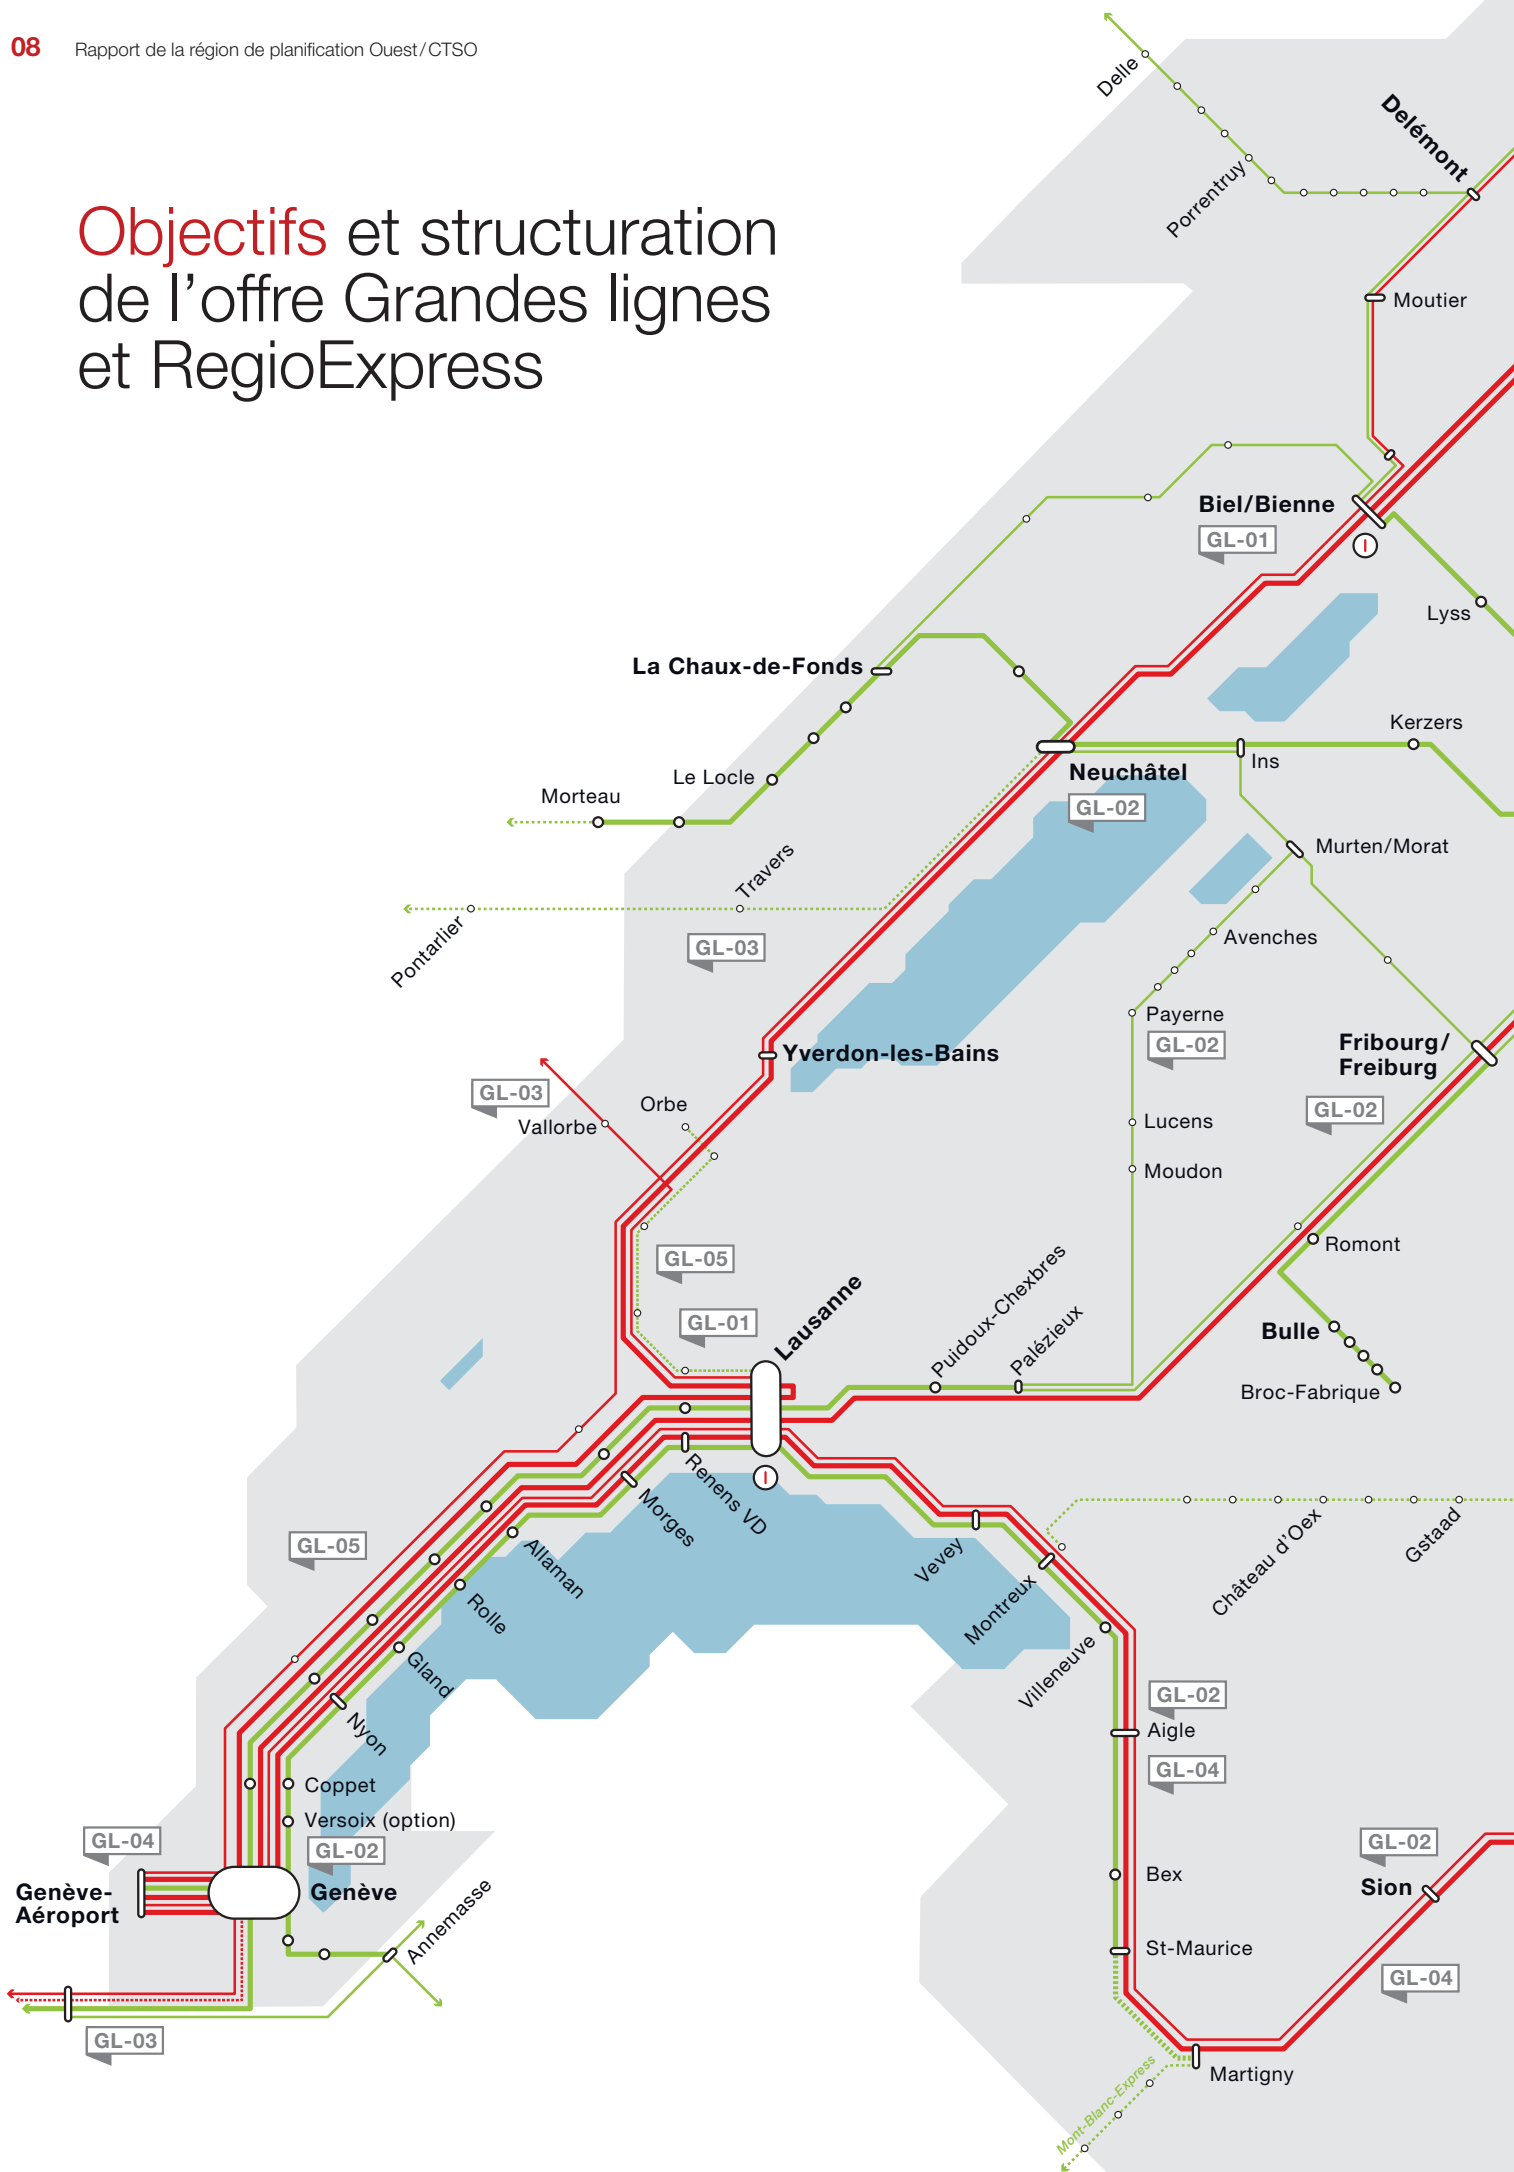 08 Rapport de la région de planification Ouest/CTSO
Objectifs et structuration
de l'offre Grandes lignes
et RegioExpress
Delle
Delémont
Porrentruy
Moutier
Biel/Bienne
GL-01
I
Lyss
La Chaux-de-Fonds
Kerzers
Ins
Neuchâtel
GL-02
Le Locle
Morteau
Murten/Morat
Travers
Avenches
Pontarlier
GL-03
Payerne
GL-02
Fribourg/
Freiburg
GL-02
Yverdon-les-Bains
GL-03
Orbe
Vallorbe
Lucens
Moudon
Romont
GL-05
GL-01
Lausanne
Puidoux-Chexbres
Palézieux
Bulle
Broc-Fabrique
I
Renens VD
Morges
Allaman
Rolle
Gland
Nyon
GL-05
Vevey
Montreux
Villeneuve
Château d'Oex
Gstaad
GL-02
Aigle
GL-04
Coppet
Versoix (option)
GL-04
GL-02
Genève-
Aéroport
Genève
Annemasse
GL-03
Bex
GL-02
Sion
St-Maurice
GL-04
Martigny
Mont-Blanc-Express